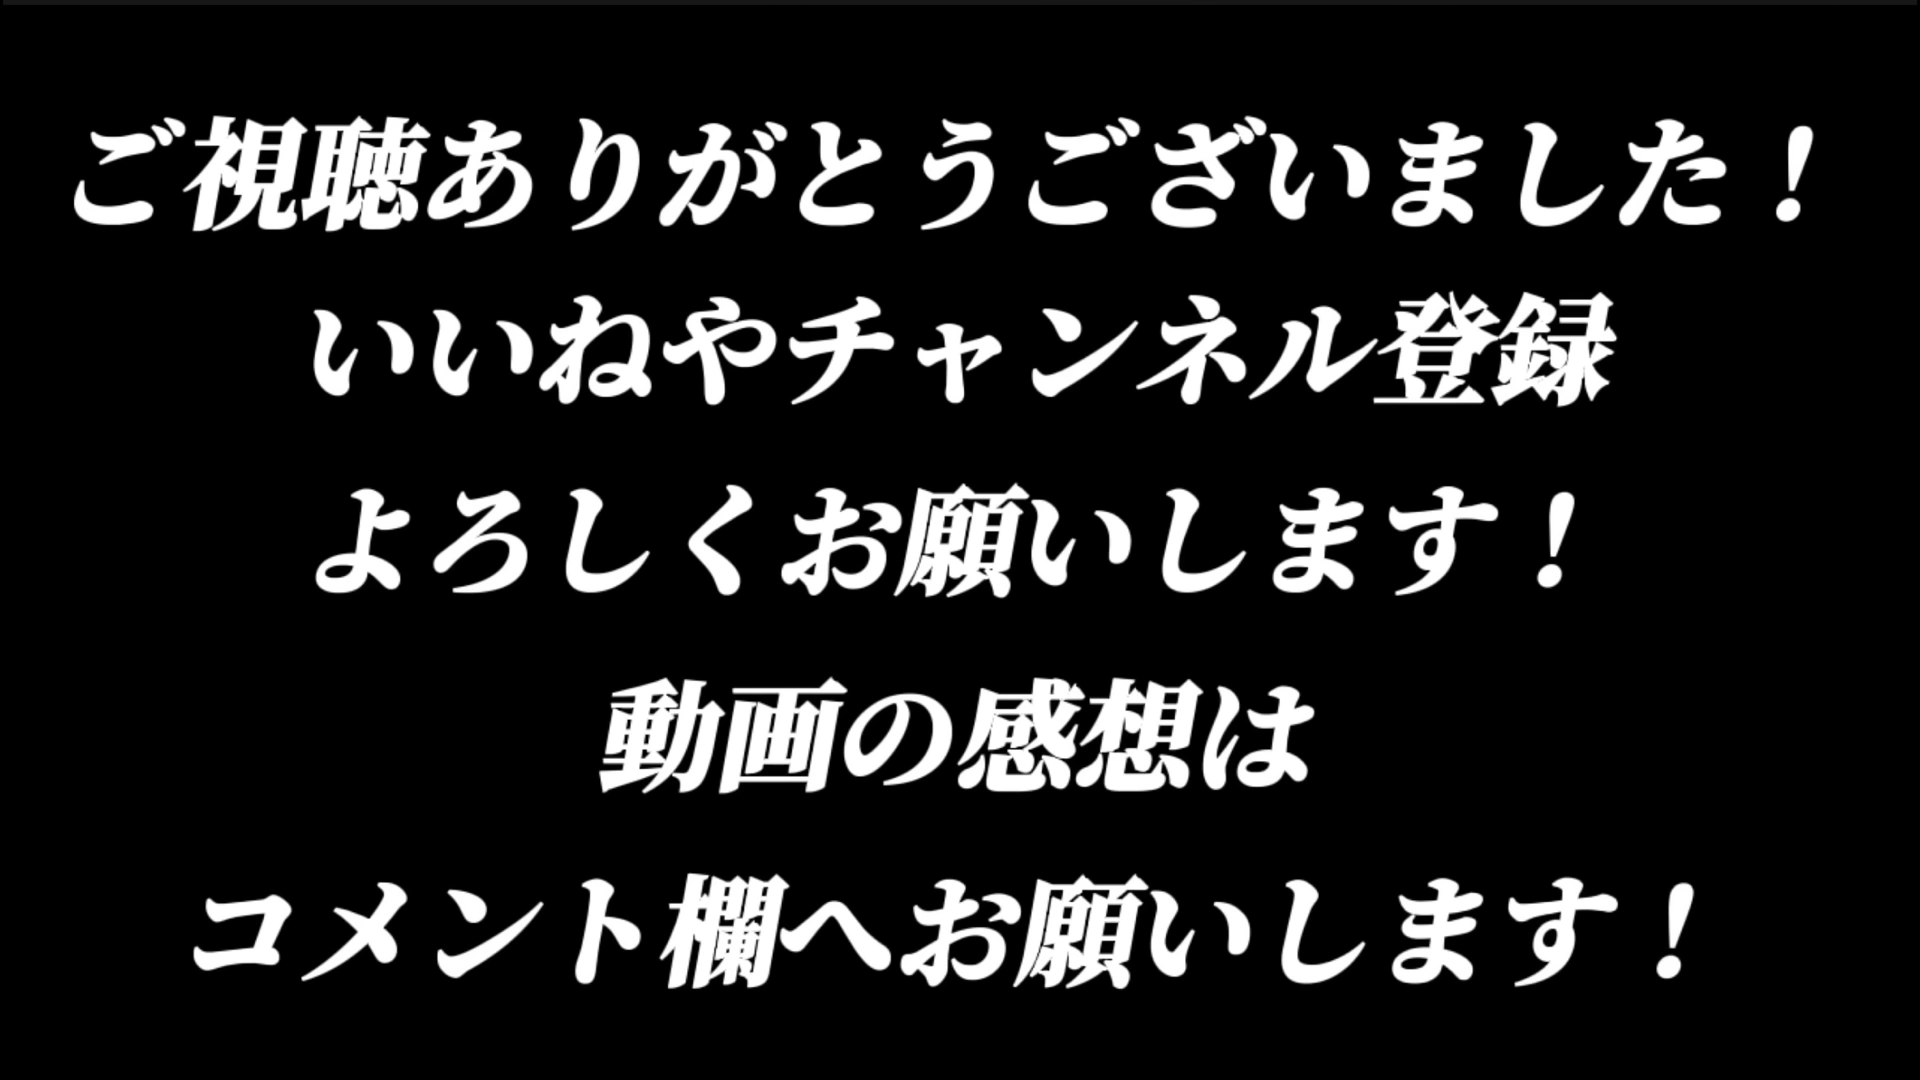 ご視聴ありがとうございました！
いいねやチャンネル登録
よろしくお願いします！
動画の感想は
コメント欄へお願いします！